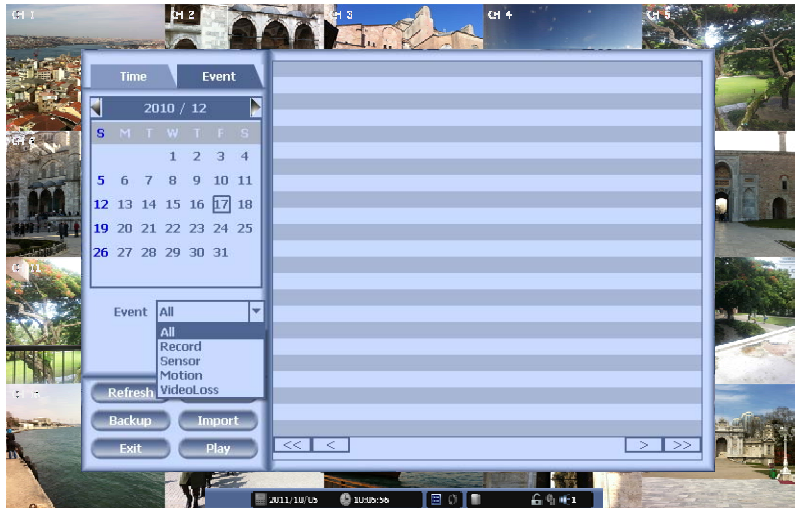 CH 1
CH 2
CH 3
CH 4
CH 5
Time
Event
2010 / 12
S M T W T F S
1 2 3 4
5 6 7 8 9 10 11
12 13 14 15 16 17 18
19 20 21 22 23 24 25
26 27 28 29 30 31
Event All
All
Record
Sensor
Motion
VideoLoss
Refresh
Backup Import
Exit Play
<< < > >>
2011/10/05 10:05:56 1